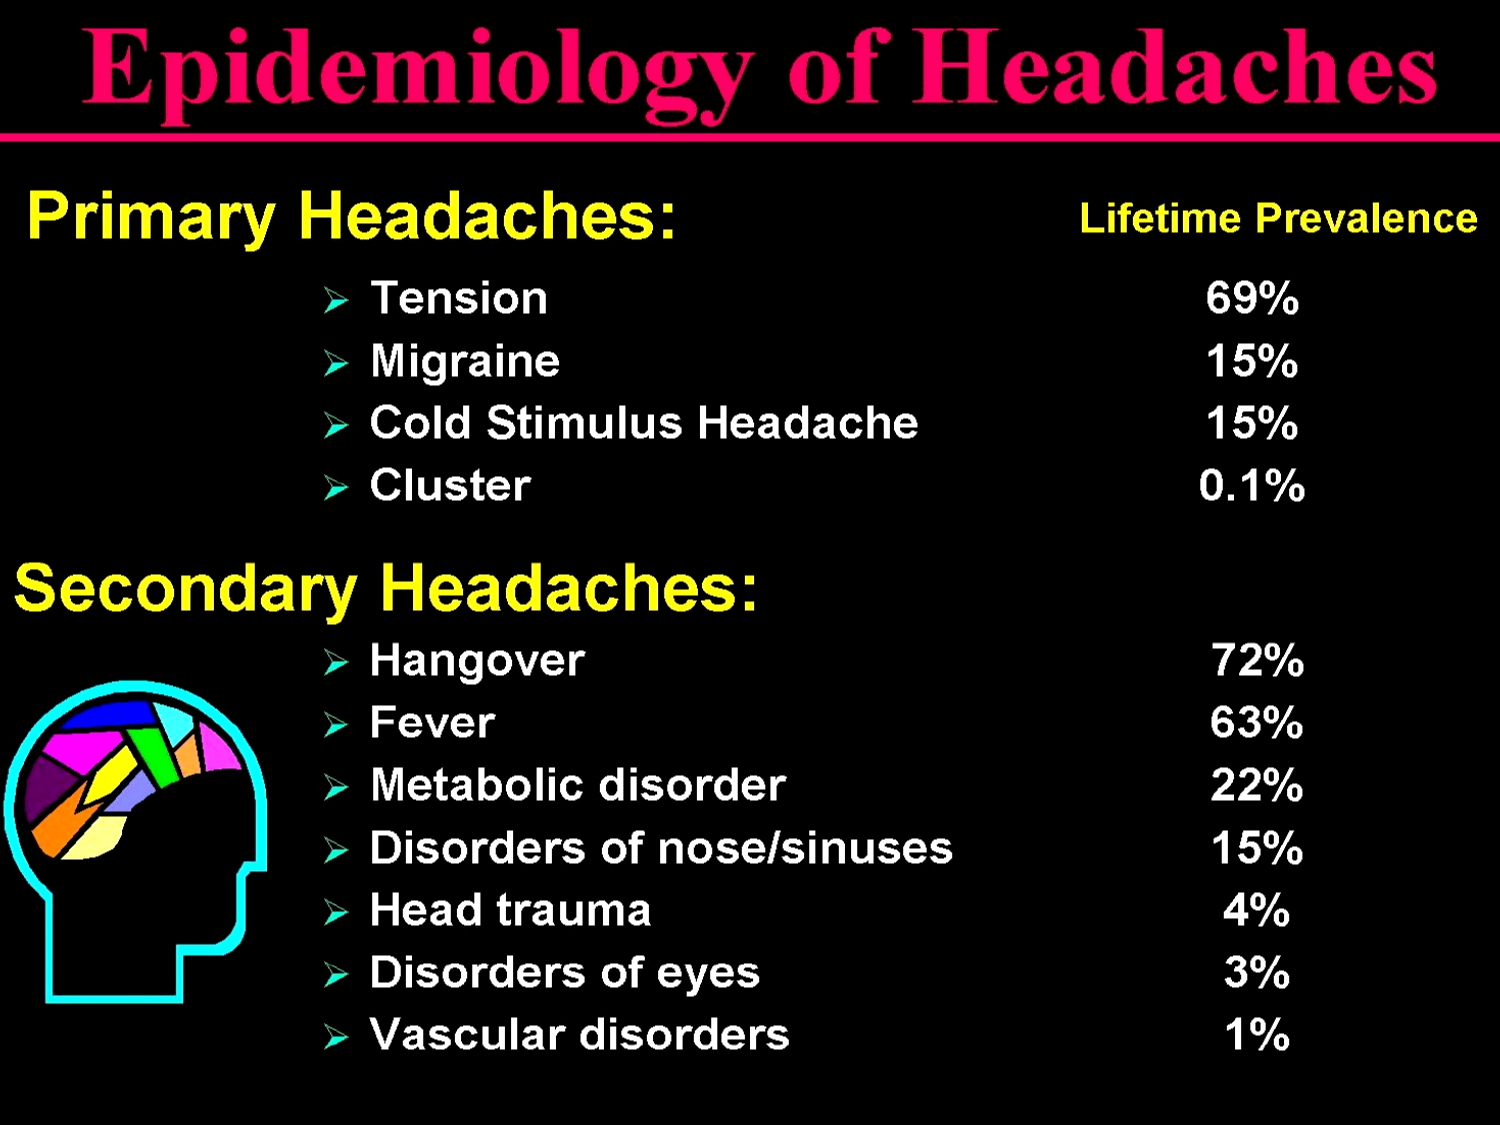 Epidemiology of Headaches
Primary Headaches: Lifetime Prevalence
Tension 69%
Migraine 15%
Cold Stimulus Headache 15%
Cluster 0.1%
Secondary Headaches:
Hangover 72%
Fever 63%
Metabolic disorder 22%
Disorders of nose/sinuses 15%
Head trauma 4%
Disorders of eyes 3%
Vascular disorders 1%